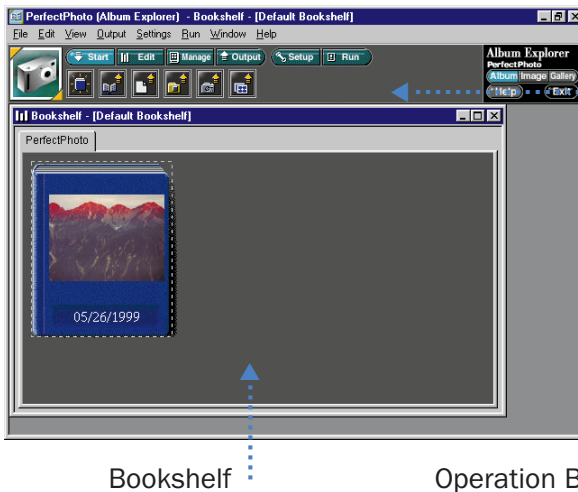 PerfectPhoto (Album Explorer) - Bookshelf - [Default Bookshelf]
File Edit View Output Settings Run Window Help
Start Edit Manage Output Setup Run
Album Explorer
PerfectPhoto
Album Image Gallery
Help Exit
Bookshelf - [Default Bookshelf]
PerfectPhoto
05/26/1999
Bookshelf
Operation B